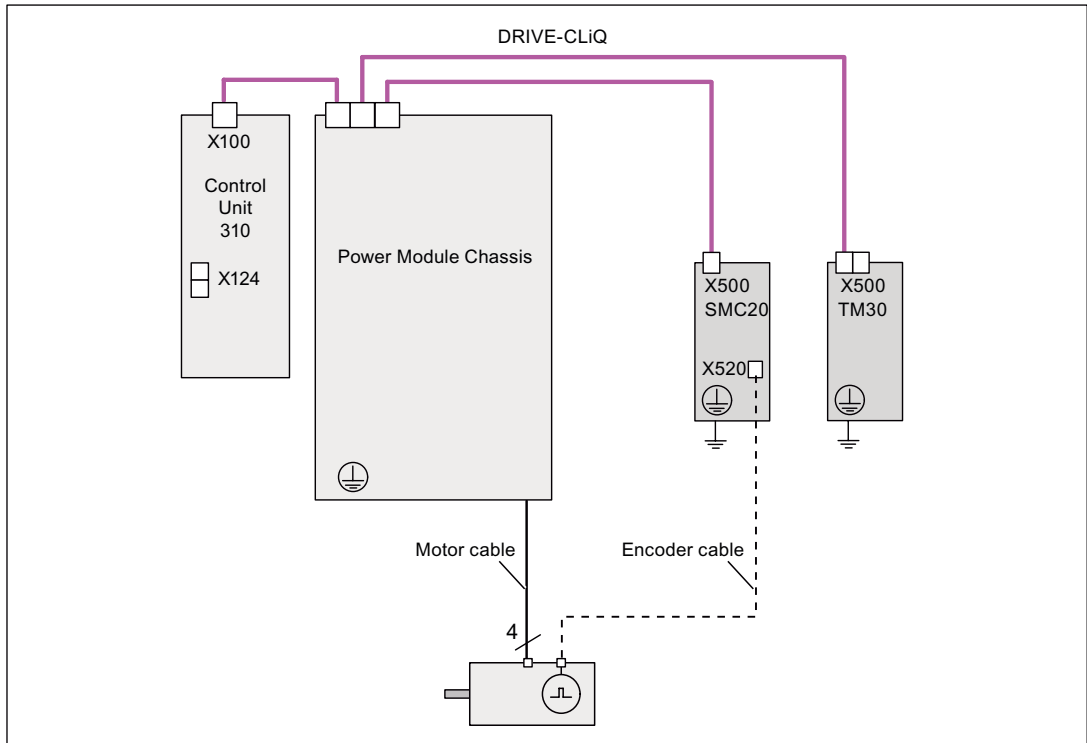 DRIVE-CLiQ
X100
Control
Unit
310
X124
Power Module Chassis
X500
SMC20
X520
X500
TM30
Motor cable
Encoder cable
4